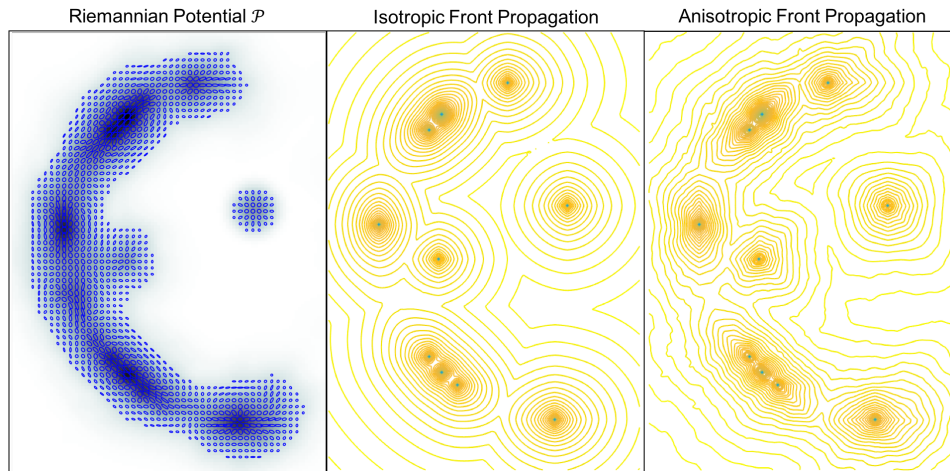 Riemannian Potential 𝒫
Isotropic Front Propagation
Anisotropic Front Propagation